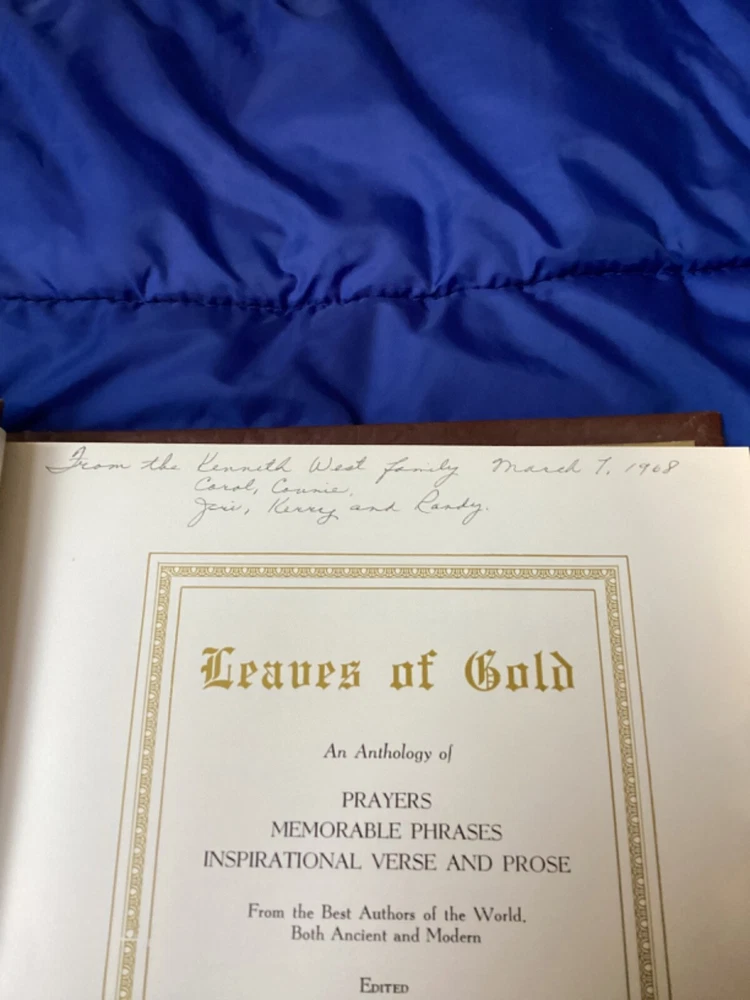 From the Kenneth West family March 7, 1968
Carol, Connie,
Jeri, Kerry and Randy.
Leaves of Gold
An Anthology of
PRAYERS
MEMORABLE PHRASES
INSPIRATIONAL VERSE AND PROSE
From the Best Authors of the World,
Both Ancient and Modern
EDITED